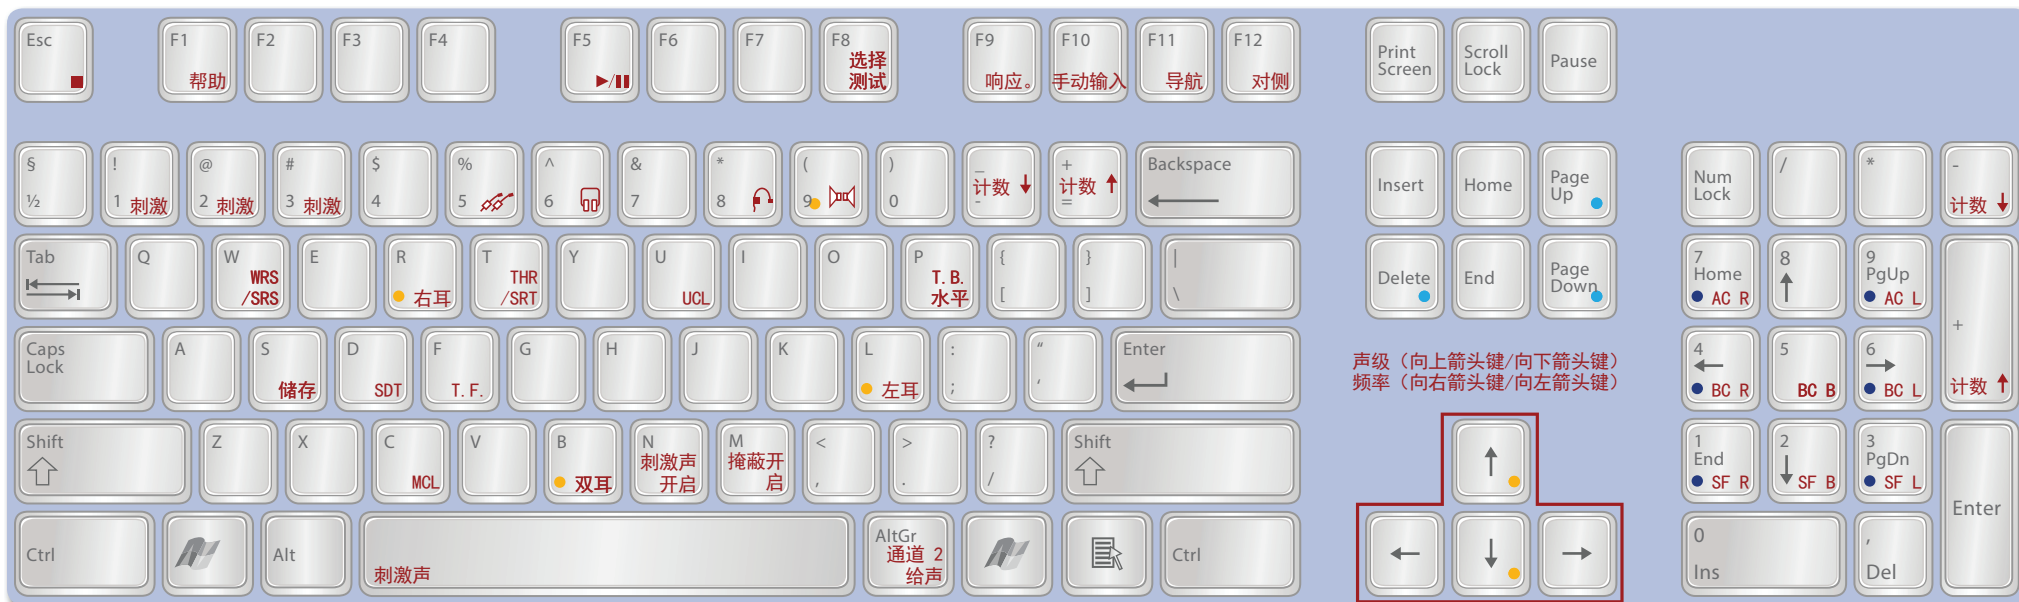 Esc
F1
帮助
F2
F3
F4
F5
▶/❚❚
F6
F7
F8
选择
测试
F9
响应。
F10
手动输入
F11
导航
F12
对侧
Print
Screen
Scroll
Lock
Pause
§
½
!
1 刺激
@
2 刺激
#
3 刺激
$
4
%
5
^
6
&
7
*
8
(
9
)
0
_
计数 ↓
-
+
计数 ↑
=
Backspace
Insert
Home
Page
Up
Num
Lock
/
*
-
计数 ↓
Tab
Q
W
WRS
/SRS
E
R
右耳
T
THR
/SRT
Y
U
UCL
I
O
P
T.B.
水平
{
[
}
]
|
\
Delete
End
Page
Down
7
Home
AC R
8
↑
9
PgUp
AC L
+
计数 ↑
Caps
Lock
A
S
储存
D
SDT
F
T.F.
G
H
J
K
L
左耳
:
;
“
‘
Enter
声级（向上箭头键/向下箭头键）
频率（向右箭头键/向左箭头键）
4
←
BC R
5
BC B
6
→
BC L
Shift
Z
X
C
MCL
V
B
双耳
N
刺激声
开启
M
掩蔽开
启
<
,
>
.
?
/
Shift
↑
1
End
SF R
2
↓ SF B
3
PgDn
SF L
Enter
Ctrl
Alt
刺激声
AltGr
通道 2
给声
Ctrl
←
↓
→
0
Ins
,
Del